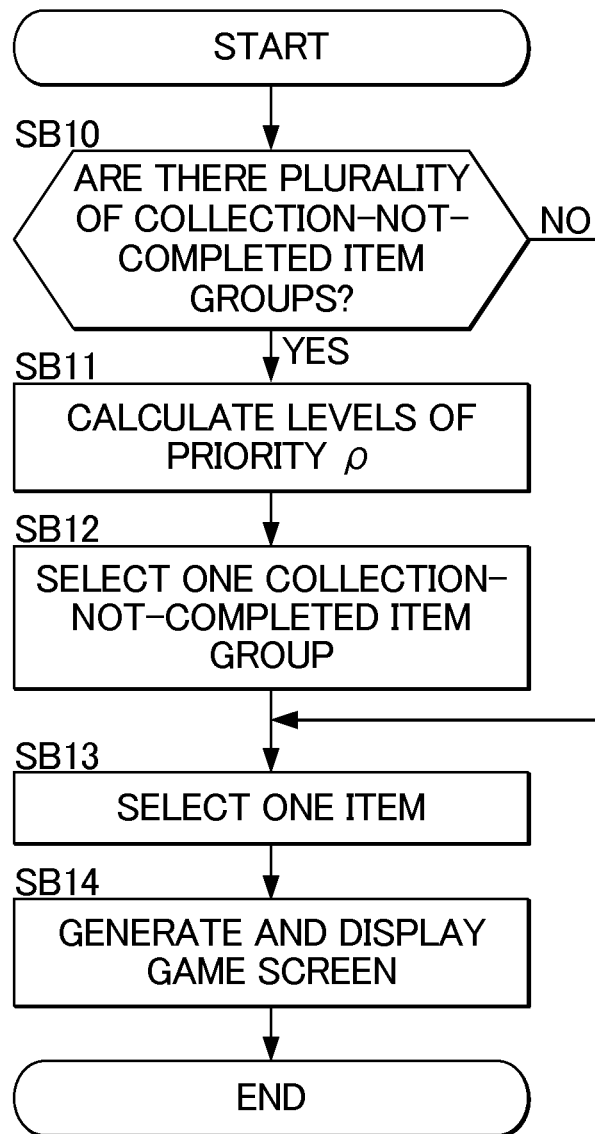 START
SB10
ARE THERE PLURALITY
OF COLLECTION-NOT-
COMPLETED ITEM
GROUPS?
NO
YES
SB11
CALCULATE LEVELS OF
PRIORITY ρ
SB12
SELECT ONE COLLECTION-
NOT-COMPLETED ITEM
GROUP
SB13
SELECT ONE ITEM
SB14
GENERATE AND DISPLAY
GAME SCREEN
END